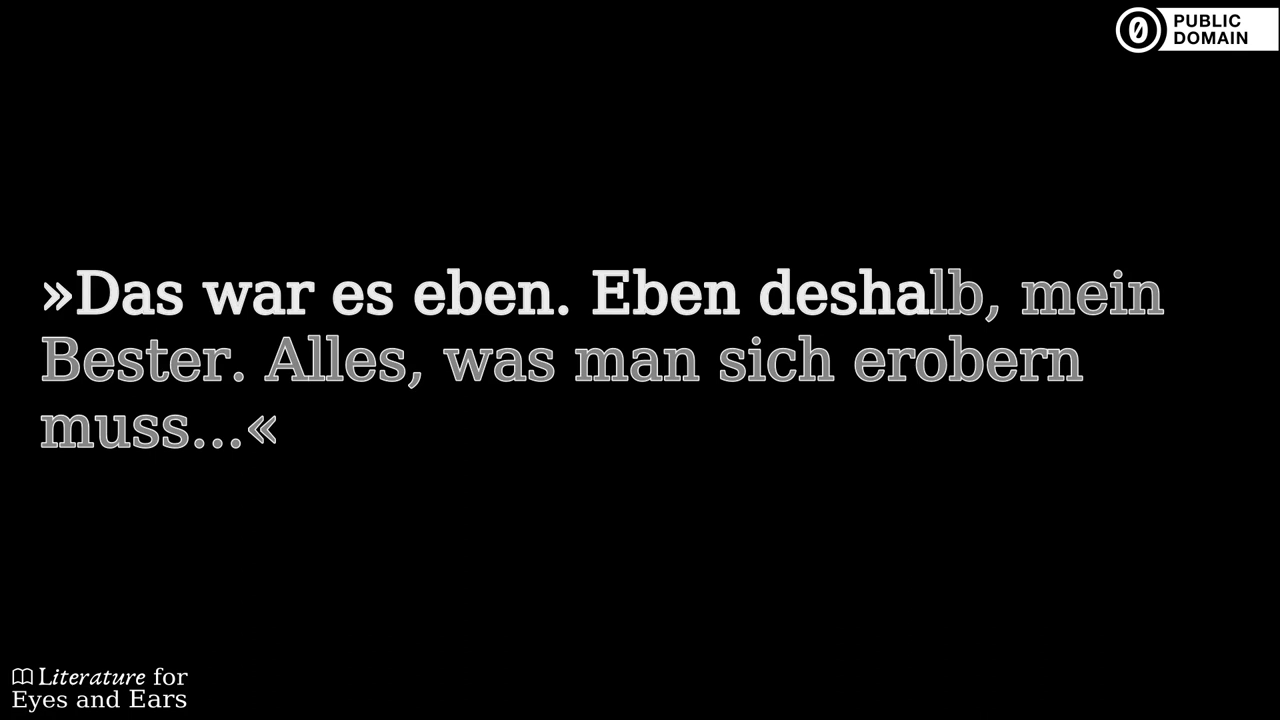 PUBLIC
DOMAIN
»Das war es eben. Eben deshalb, mein
Bester. Alles, was man sich erobern
muss...«
Literature for
Eyes and Ears